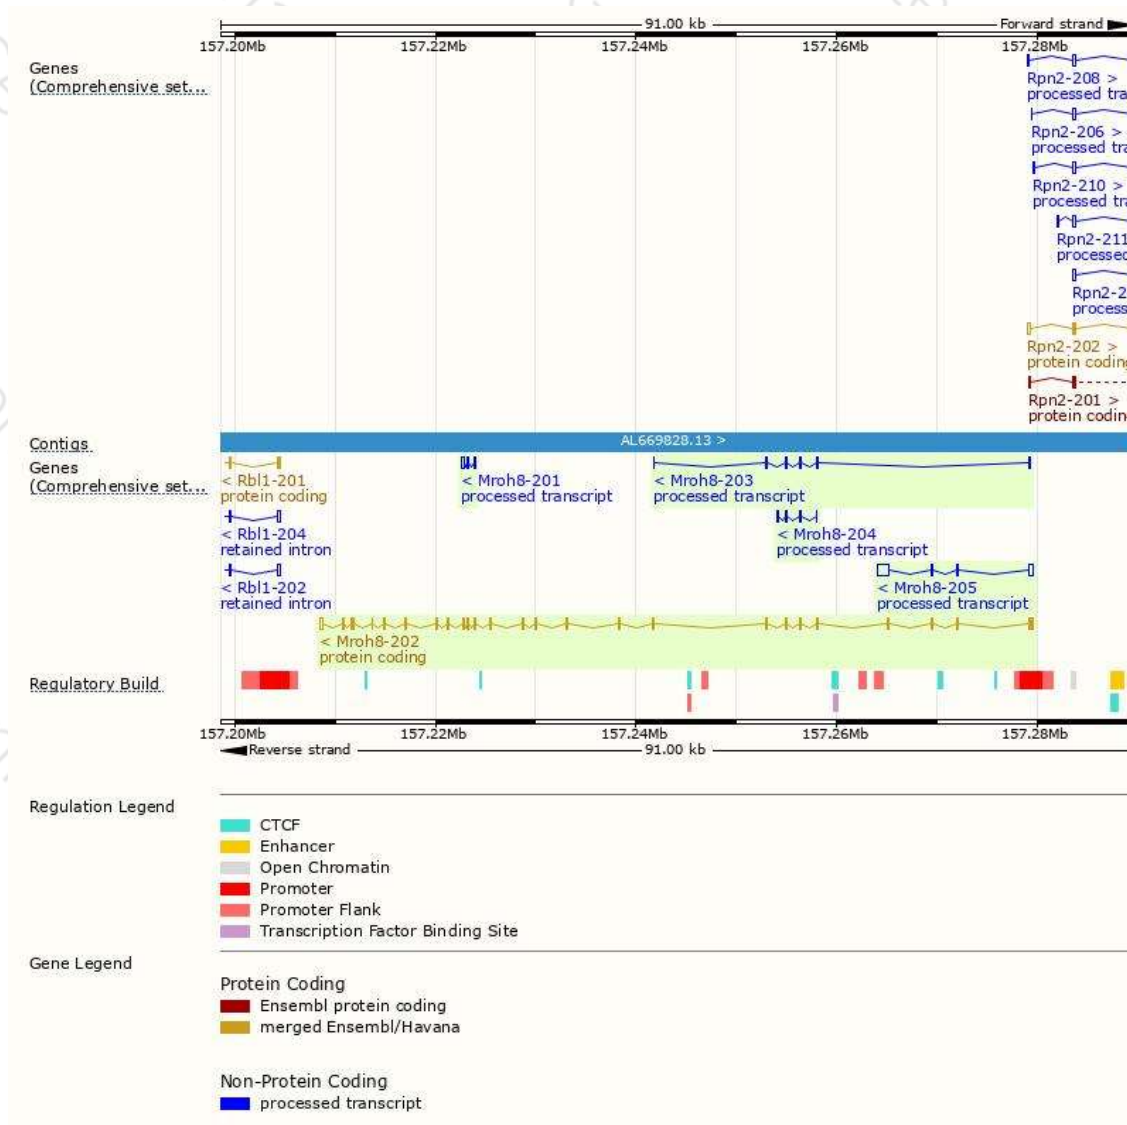 91.00 kb Forward strand
157.20Mb 157.22Mb 157.24Mb 157.26Mb 157.28Mb
Genes
(Comprehensive set...
Rpn2-208 >
processed tra
Rpn2-206 >
processed tra
Rpn2-210 >
processed tra
Rpn2-211
processed
Rpn2-2
process
Rpn2-202 >
protein coding
Rpn2-201 >
protein codin
Contigs AL669828.13 >
Genes
(Comprehensive set...
< Rbl1-201 < Mroh8-201 < Mroh8-203
protein coding processed transcript processed transcript
< Rbl1-204 < Mroh8-204
retained intron processed transcript
< Rbl1-202 < Mroh8-205
retained intron processed transcript
< Mroh8-202
protein coding
Regulatory Build
157.20Mb 157.22Mb 157.24Mb 157.26Mb 157.28Mb
Reverse strand 91.00 kb
Regulation Legend
CTCF
Enhancer
Open Chromatin
Promoter
Promoter Flank
Transcription Factor Binding Site
Gene Legend
Protein Coding
Ensembl protein coding
merged Ensembl/Havana
Non-Protein Coding
processed transcript